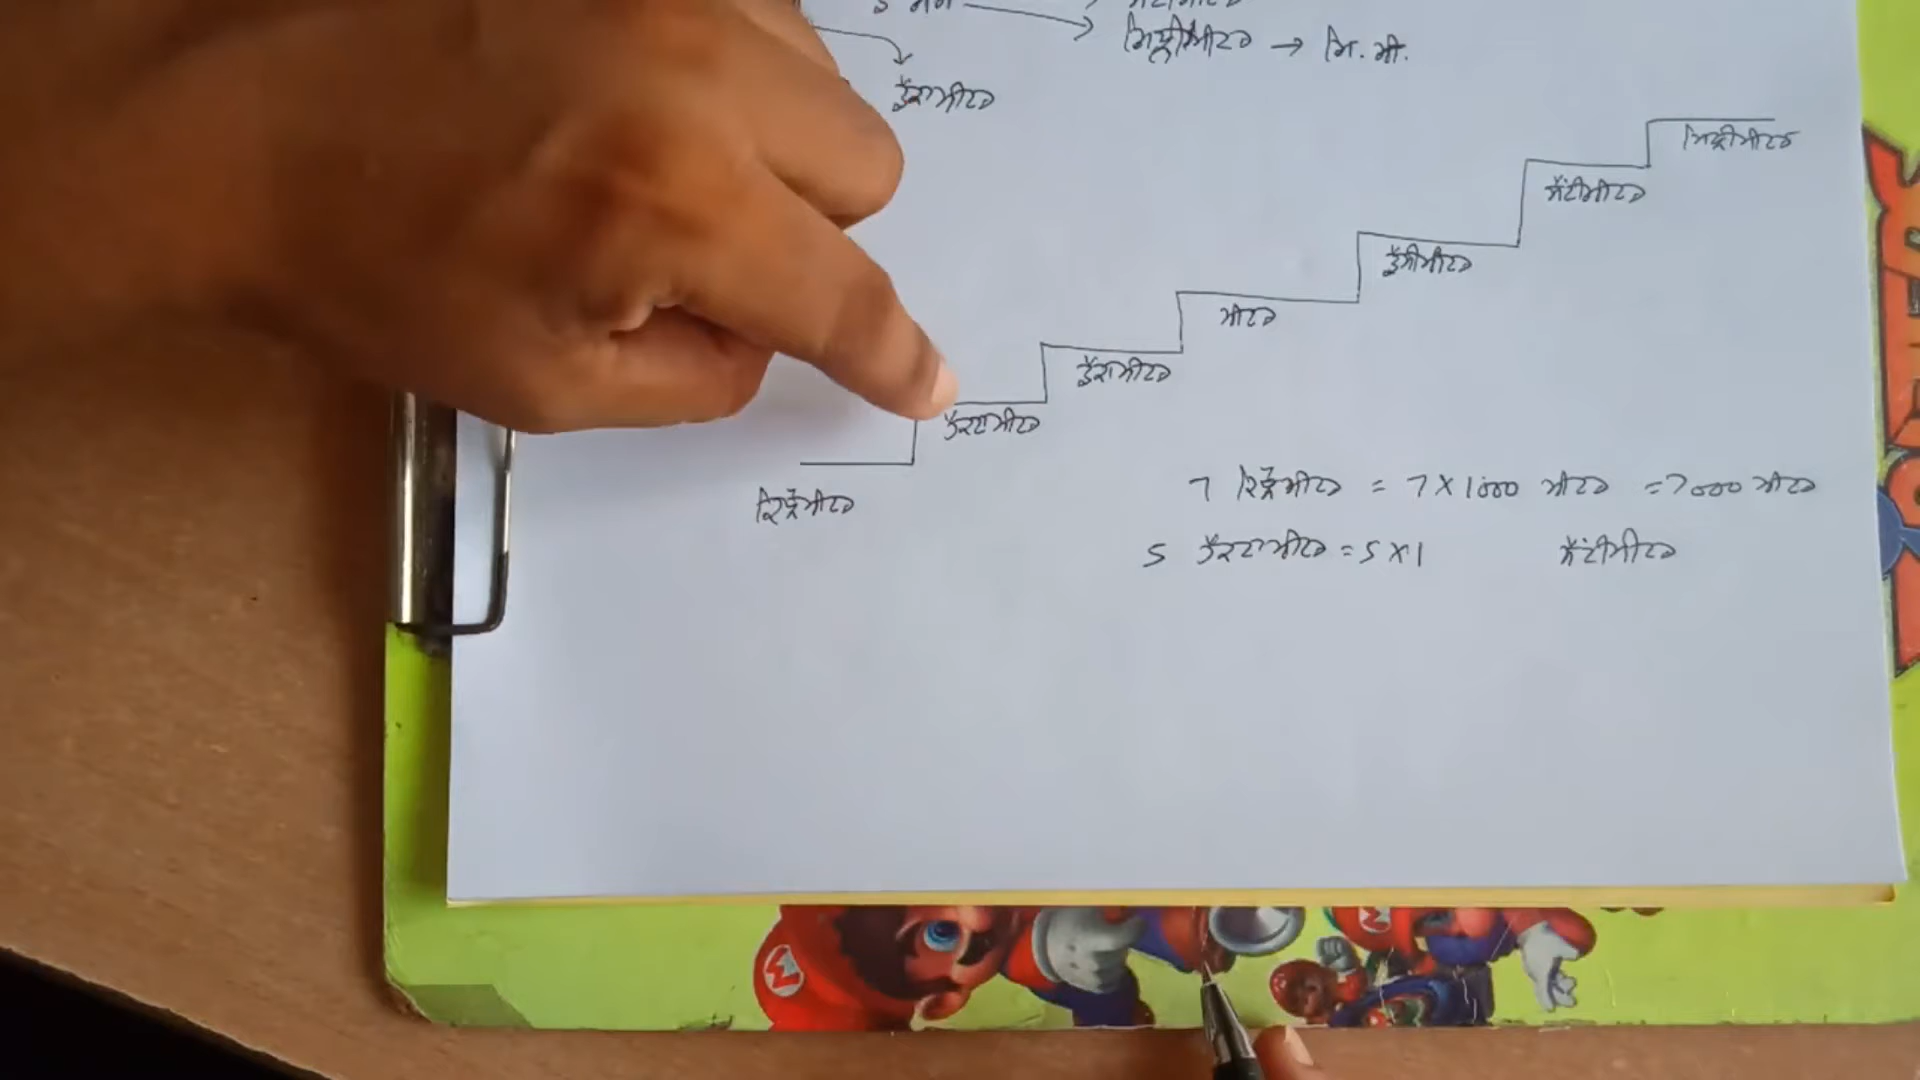 ਮਿਲੀਮੀਟਰ → ਮਿ. ਮੀ.
ਡੈਕਾਮੀਟਰ
ਮਿਲੀਮੀਟਰ
ਸੈਂਟੀਮੀਟਰ
ਡੈਸੀਮੀਟਰ
ਮੀਟਰ
ਡੈਕਾਮੀਟਰ
ਹੈਕਟਾਮੀਟਰ
ਕਿਲੋਮੀਟਰ
7 ਕਿਲੋਮੀਟਰ = 7 X 1000 ਮੀਟਰ = 7000 ਮੀਟਰ
5 ਹੈਕਟਾਮੀਟਰ = 5 X 1 ਸੈਂਟੀਮੀਟਰ